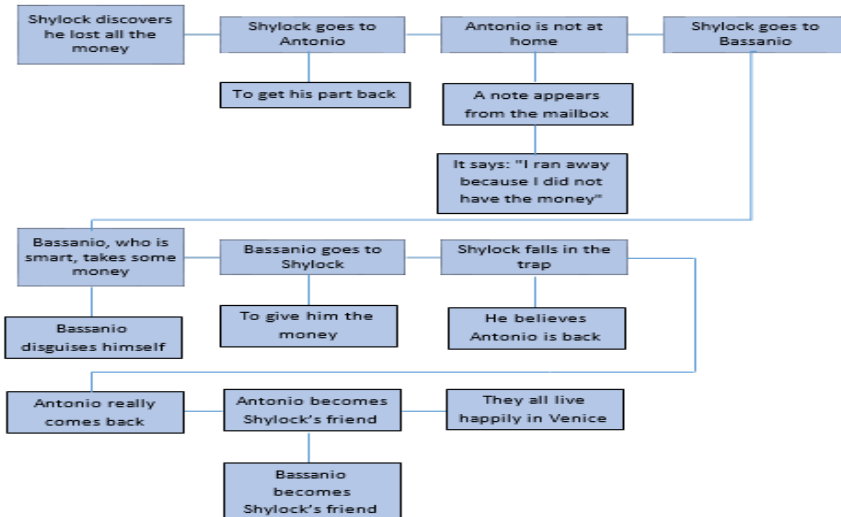 Shylock discovers
he lost all the
money
Shylock goes to
Antonio
Antonio is not at
home
Shylock goes to
Bassanio
To get his part back
A note appears
from the mailbox
It says: "I ran away
because I did not
have the money"
Bassanio, who is
smart, takes some
money
Bassanio goes to
Shylock
Shylock falls in the
trap
Bassanio
disguises himself
To give him the
money
He believes
Antonio is back
Antonio really
comes back
Antonio becomes
Shylock's friend
They all live
happily in Venice
Bassanio
becomes
Shylock's friend